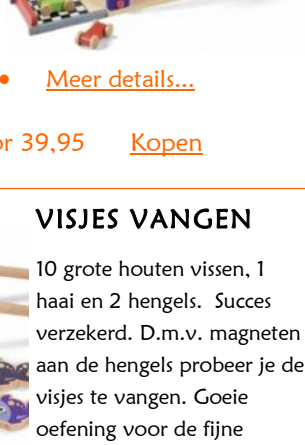 • Meer details...
39,95 Kopen
VISJES VANGEN
10 grote houten vissen, 1
haai en 2 hengels. Succes
verzekerd. D.m.v. magneten
aan de hengels probeer je de
visjes te vangen. Goeie
oefening voor de fijne